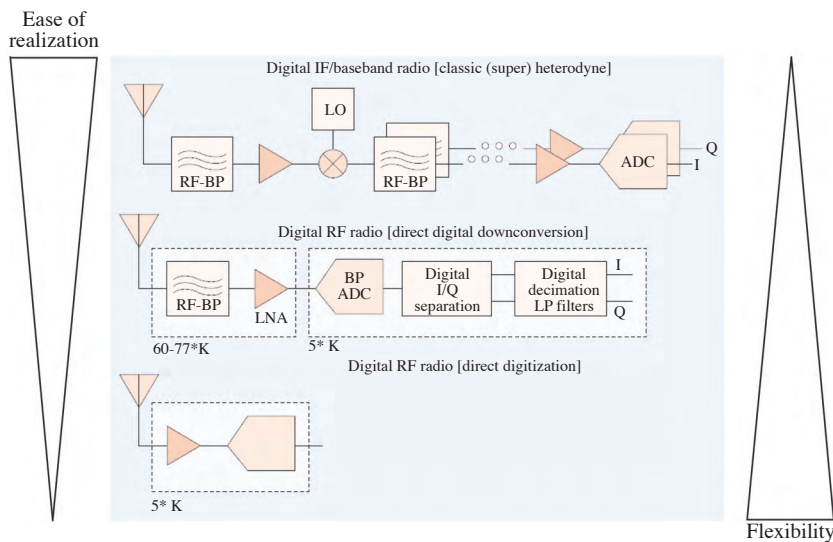 Ease of
realization
Digital IF/baseband radio [classic (super) heterodyne]
LO
RF-BP
RF-BP
ADC
Q
I
Digital RF radio [direct digital downconversion]
RF-BP
LNA
BP
ADC
Digital
I/Q
separation
Digital
decimation
LP filters
I
Q
60-77*K
5* K
Digital RF radio [direct digitization]
5* K
Flexibility